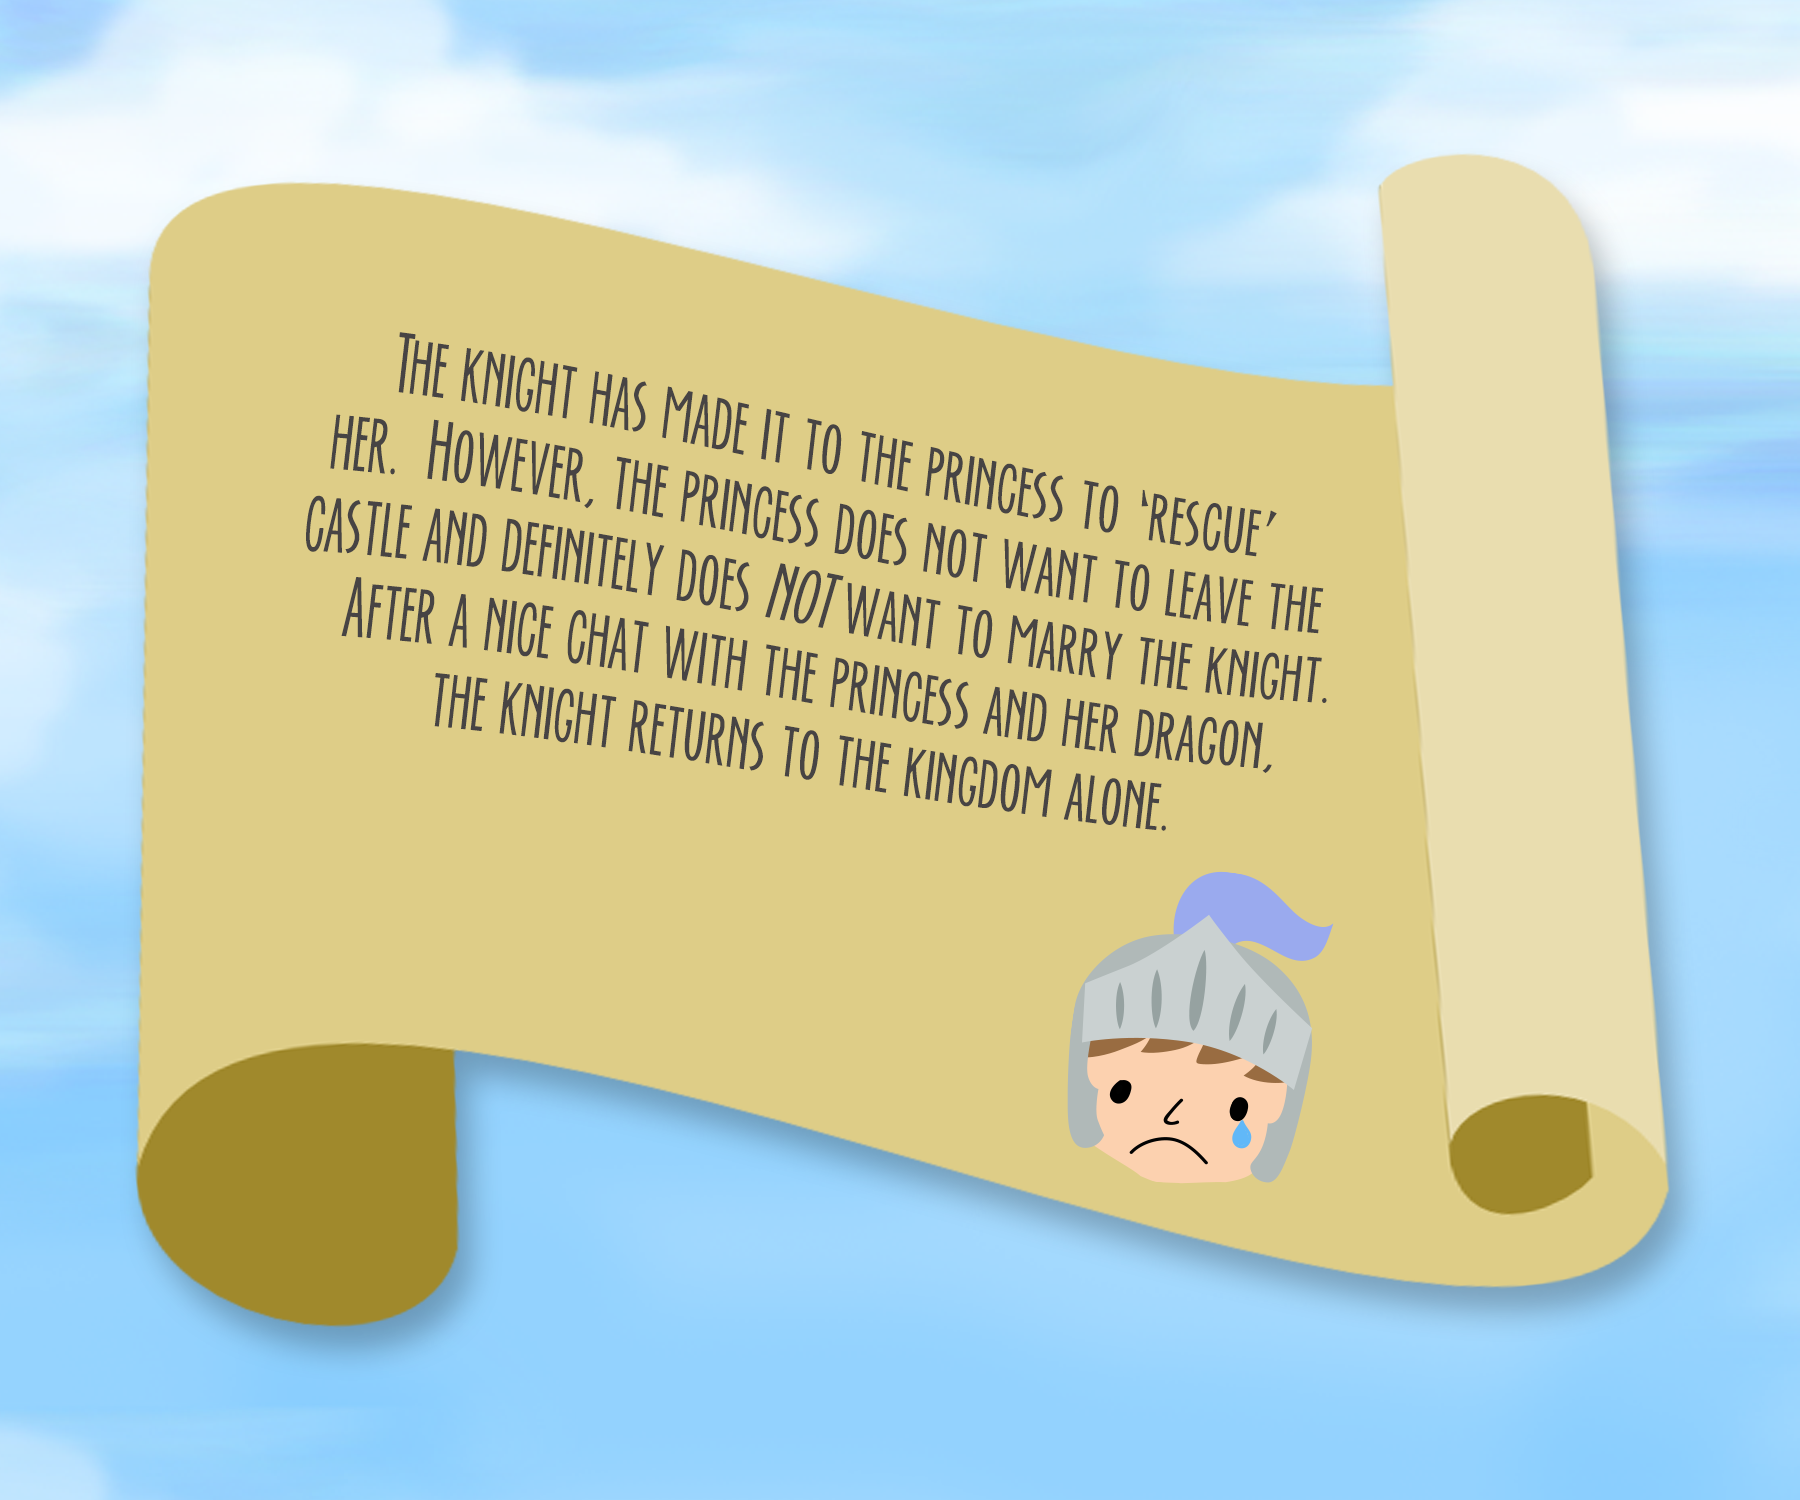 The knight has made it to the princess to ‘rescue’
her.  However, the princess does not want to leave the
castle and definitely does NOT want to marry the knight.
After a nice chat with the princess and her dragon,
the knight returns to the kingdom alone.